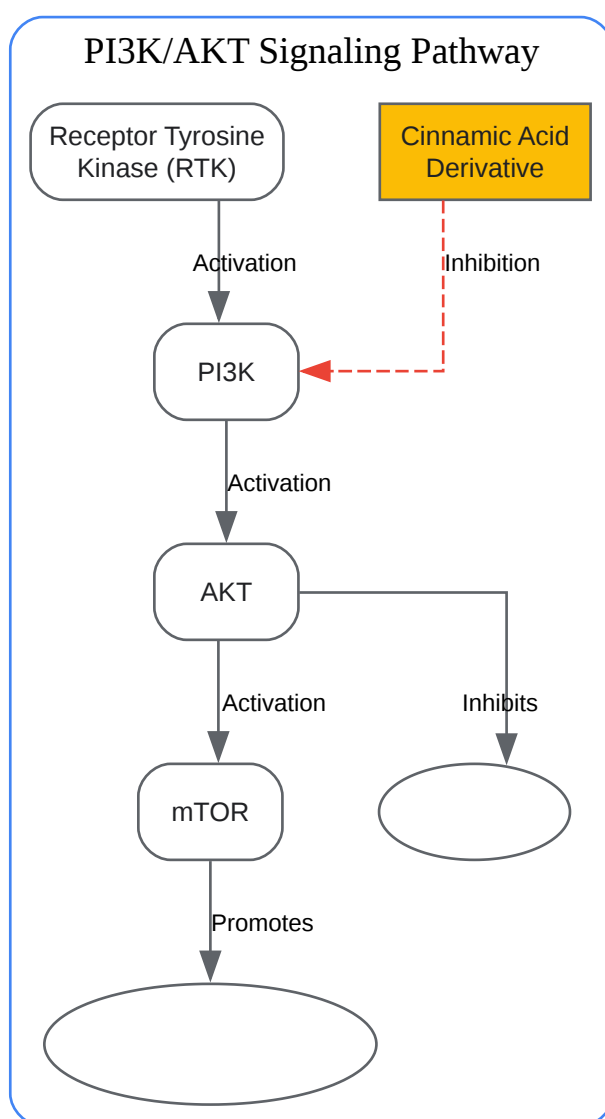 PI3K/AKT Signaling Pathway
Receptor Tyrosine
Kinase (RTK)
Cinnamic Acid
Derivative
Activation
Inhibition
PI3K
Activation
AKT
Activation
Inhibits
mTOR
Promotes